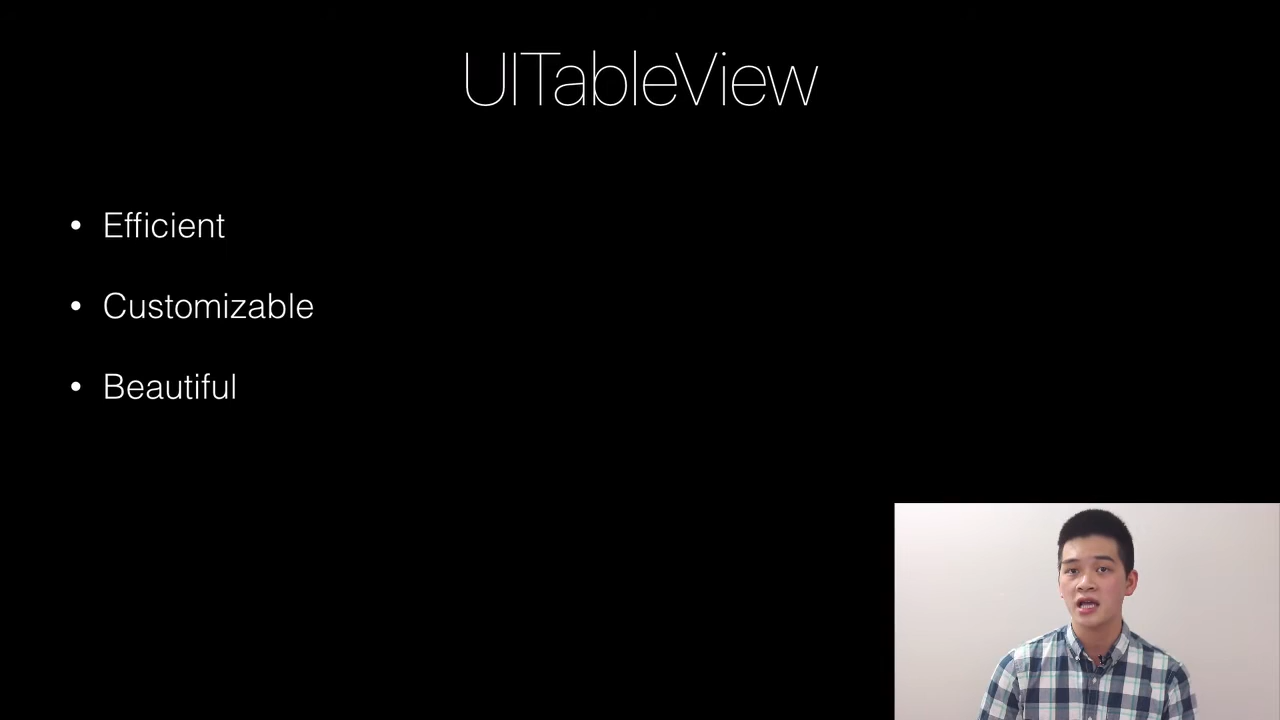 UITableView
• Efficient
• Customizable
• Beautiful